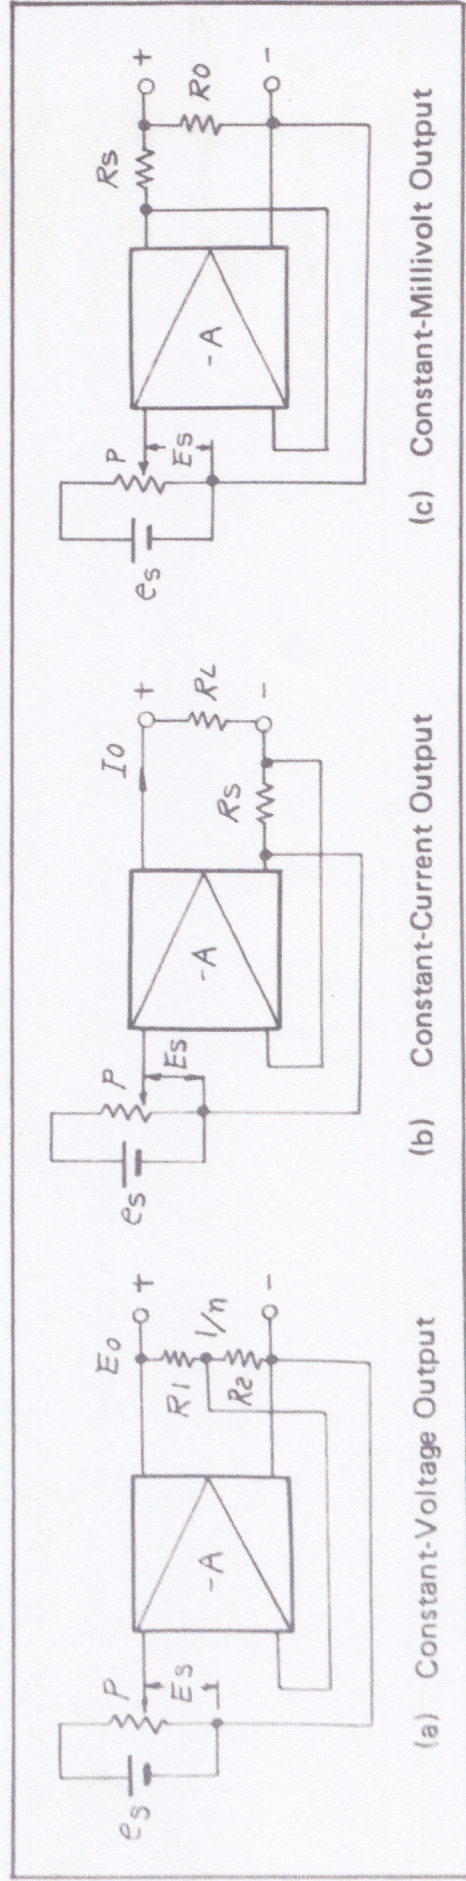 es
P
Es
-A
Eo
R1
1/n
R2
+
-
(a) Constant-Voltage Output
es
P
Es
-A
Io
+
RL
-
Rs
(b) Constant-Current Output
es
P
Es
-A
Rs
+
Ro
-
(c) Constant-Millivolt Output